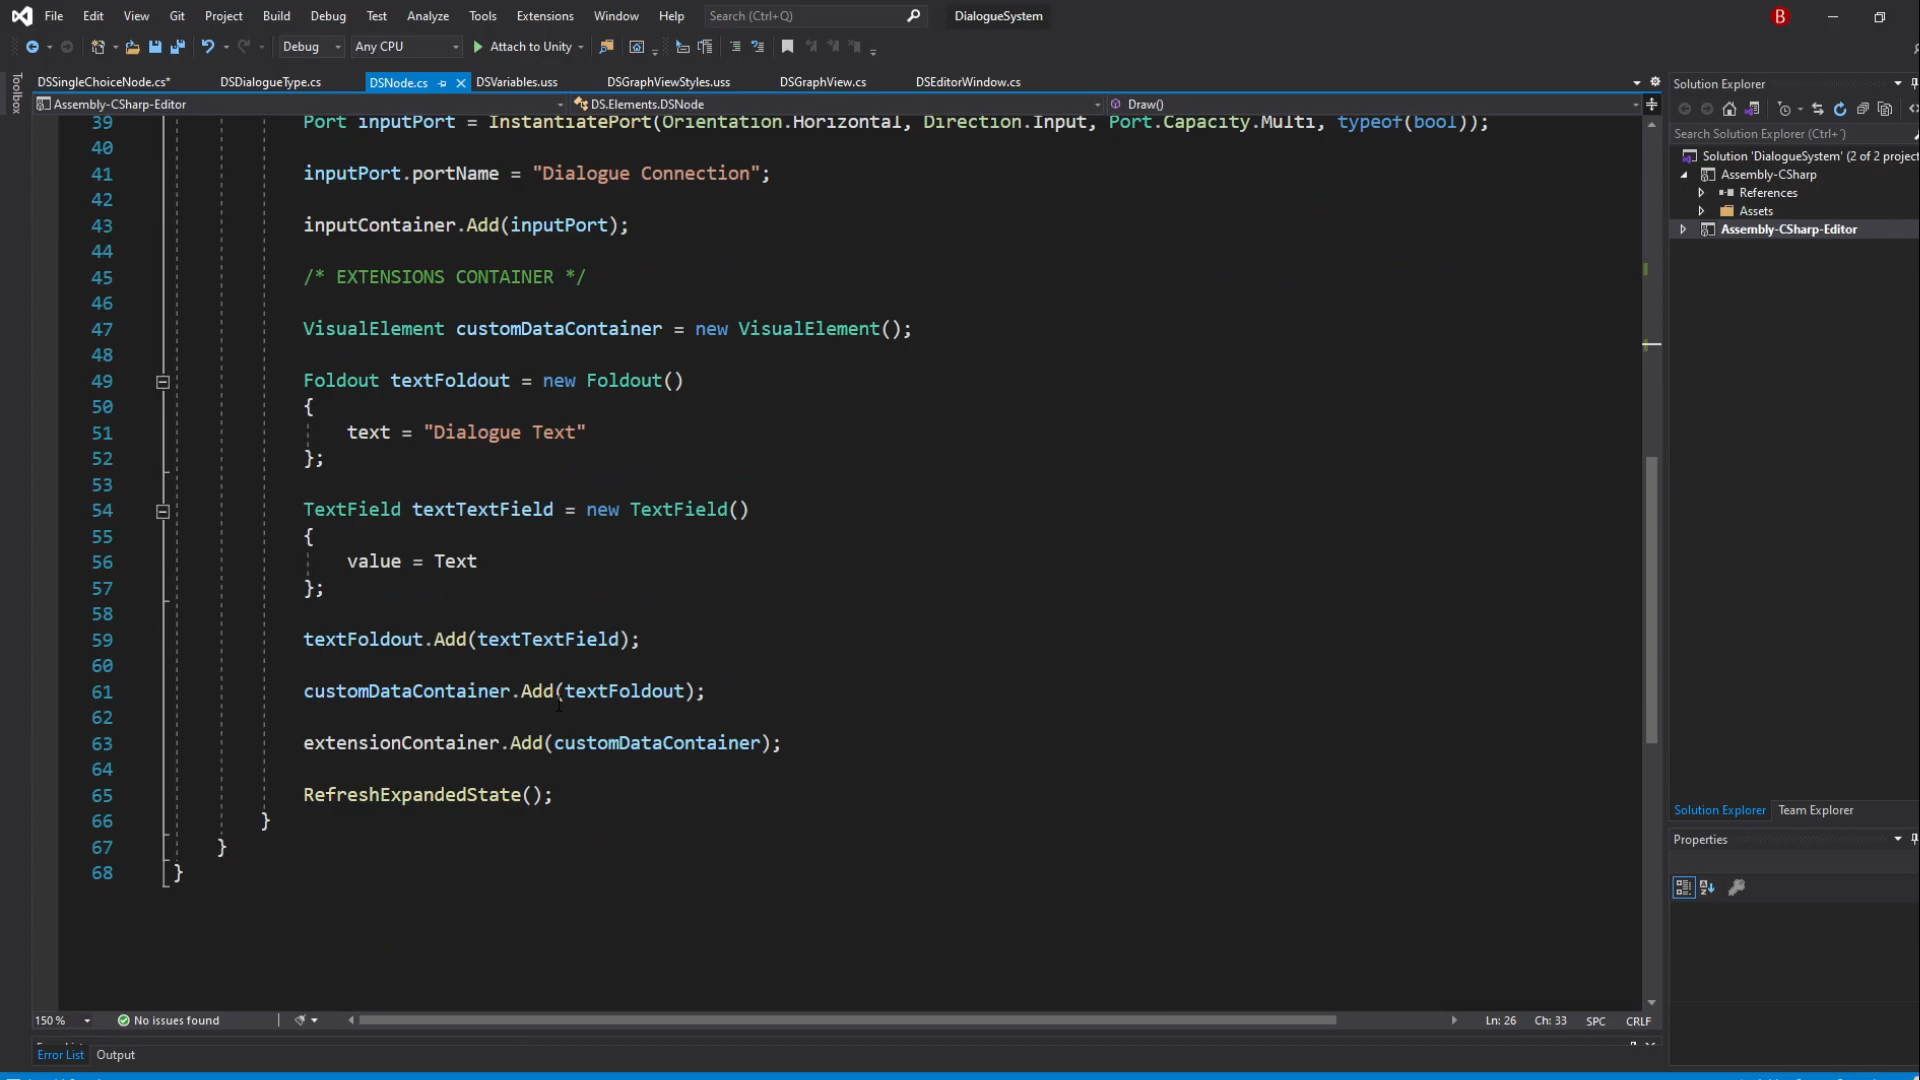 File Edit View Git Project Build Debug Test Analyze Tools Extensions Window Help Search (Ctrl+Q) DialogueSystem B
Debug Any CPU Attach to Unity
Toolbox
DSSingleChoiceNode.cs* DSDialogueType.cs DSNode.cs DSVariables.uss DSGraphViewStyles.uss DSGraphView.cs DSEditorWindow.cs
Assembly-CSharp-Editor DS.Elements.DSNode Draw()
39 Port inputPort = InstantiatePort(Orientation.Horizontal, Direction.Input, Port.Capacity.Multi, typeof(bool));
40
41 inputPort.portName = "Dialogue Connection";
42
43 inputContainer.Add(inputPort);
44
45 /* EXTENSIONS CONTAINER */
46
47 VisualElement customDataContainer = new VisualElement();
48
49 Foldout textFoldout = new Foldout()
50 {
51 text = "Dialogue Text"
52 };
53
54 TextField textTextField = new TextField()
55 {
56 value = Text
57 };
58
59 textFoldout.Add(textTextField);
60
61 customDataContainer.Add(textFoldout);
62
63 extensionContainer.Add(customDataContainer);
64
65 RefreshExpandedState();
66 }
67 }
68 }
150 % No issues found Ln: 26 Ch: 33 SPC CRLF
Error List Output
Solution Explorer
Search Solution Explorer (Ctrl+¨)
Solution 'DialogueSystem' (2 of 2 project
Assembly-CSharp
References
Assets
Assembly-CSharp-Editor
Solution Explorer Team Explorer
Properties